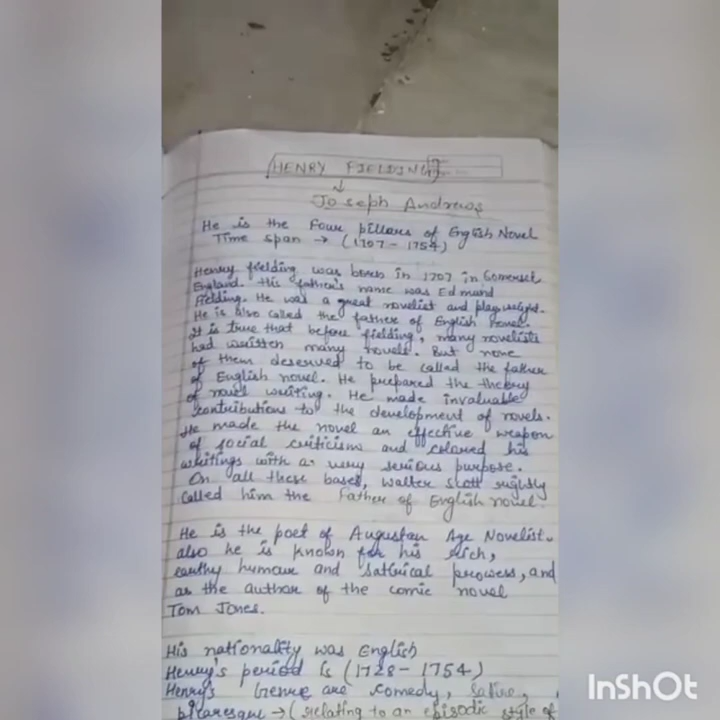 HENRY FIELDING
Joseph Andrews
He is the Four pillars of English Novel
Time span → (1707 - 1754)
Henry fielding was born in 1707 in Somerset
England. His father's name was Edmund
Fielding. He was a great novelist and playwright.
He is also called the father of English Novel.
It is true that before fielding, many novelists
had written many novels. But none
of them deserved to be called the father
of English novel. He prepared the theory
of novel writing. He made invaluable
contributions to the development of novels.
He made the novel an effective weapon
of social criticism and colored his
writings with a very serious purpose.
On all these bases, Walter Scott rightly
called him the Father of English novel.
He is the poet of Augustan Age Novelist.
also he is known for his rich,
earthy humour and satirical prowess, and
as the author of the comic novel
Tom Jones.
His nationality was English
Henry's period is (1728 - 1754)
Henry's Genre are comedy, Satire,
picaresque → (relating to an episodic style of
InShOt